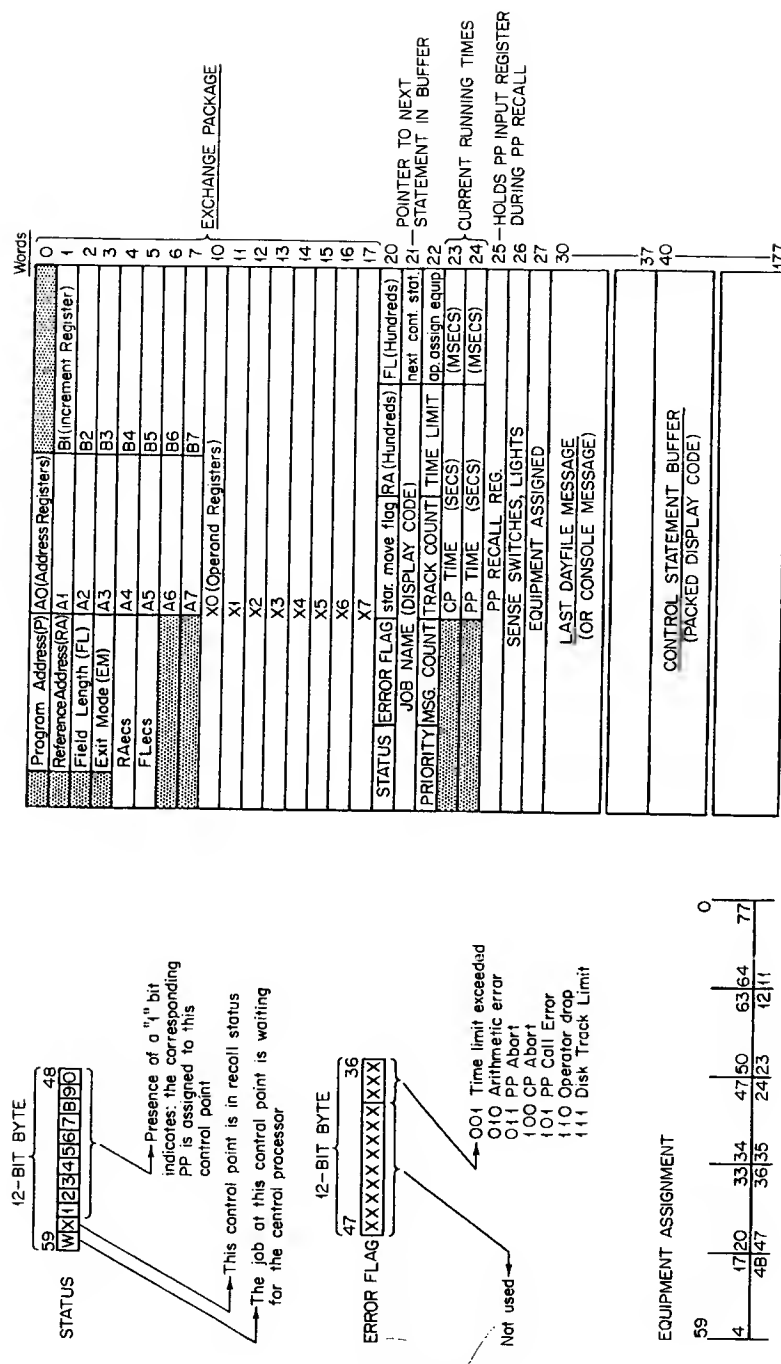 12-BIT BYTE
59 48
STATUS W X 1 2 3 4 5 6 7 8 9 0
Presence of a "1" bit
indicates: the corresponding
PP is assigned to this
control point
This control point is in recall status
The job at this control point is waiting
for the central processor
12-BIT BYTE
47 36
ERROR FLAG XXXXXXXXX XXX
001 Time limit exceeded
010 Arithmetic error
011 PP Abort
100 CP Abort
101 PP Call Error
110 Operator drop
111 Disk Track Limit
Not used
EQUIPMENT ASSIGNMENT
59 0
4 17 20 33 34 47 50 63 64 77
48 47 36 35 24 23 12 11
Words
Program Address(P) A0(Address Registers) 0
Reference Address(RA) A1 B1(increment Register) 1
Field Length (FL) A2 B2 2
Exit Mode (EM) A3 B3 3
RAecs A4 B4 4
FLecs A5 B5 5
A6 B6 6
A7 B7 7
X0 (Operand Registers) 10
X1 11
X2 12
X3 13
X4 14
X5 15
X6 16
X7 17
EXCHANGE PACKAGE
STATUS ERROR FLAG stor. move flag RA (Hundreds) FL (Hundreds) 20
JOB NAME (DISPLAY CODE) next cont. stat. 21
POINTER TO NEXT
STATEMENT IN BUFFER
PRIORITY MSG. COUNT TRACK COUNT TIME LIMIT op. assign equip 22
CP TIME (SECS) (MSECS) 23
PP TIME (SECS) (MSECS) 24
CURRENT RUNNING TIMES
PP RECALL REG. 25
HOLDS PP INPUT REGISTER
DURING PP RECALL
SENSE SWITCHES, LIGHTS 26
EQUIPMENT ASSIGNED 27
LAST DAYFILE MESSAGE 30
(OR CONSOLE MESSAGE)
37
CONTROL STATEMENT BUFFER 40
(PACKED DISPLAY CODE)
177